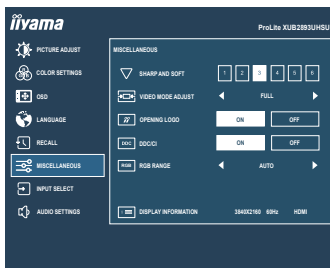 iiyama
ProLite XUB2893UHSU
PICTURE ADJUST
COLOR SETTINGS
OSD
LANGUAGE
RECALL
MISCELLANEOUS
INPUT SELECT
AUDIO SETTINGS
MISCELLANEOUS
SHARP AND SOFT 1 2 3 4 5 6
VIDEO MODE ADJUST FULL
OPENING LOGO ON OFF
DDC DDC/CI ON OFF
RGB RGB RANGE AUTO
DISPLAY INFORMATION 3840X2160 60Hz HDMI